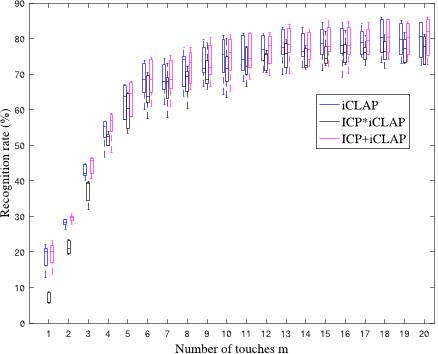 90
80
70
60
50
40
30
20
10
0
Recognition rate (%)
iCLAP
ICP*iCLAP
ICP+iCLAP
1 2 3 4 5 6 7 8 9 10 11 12 13 14 15 16 17 18 19 20
Number of touches m